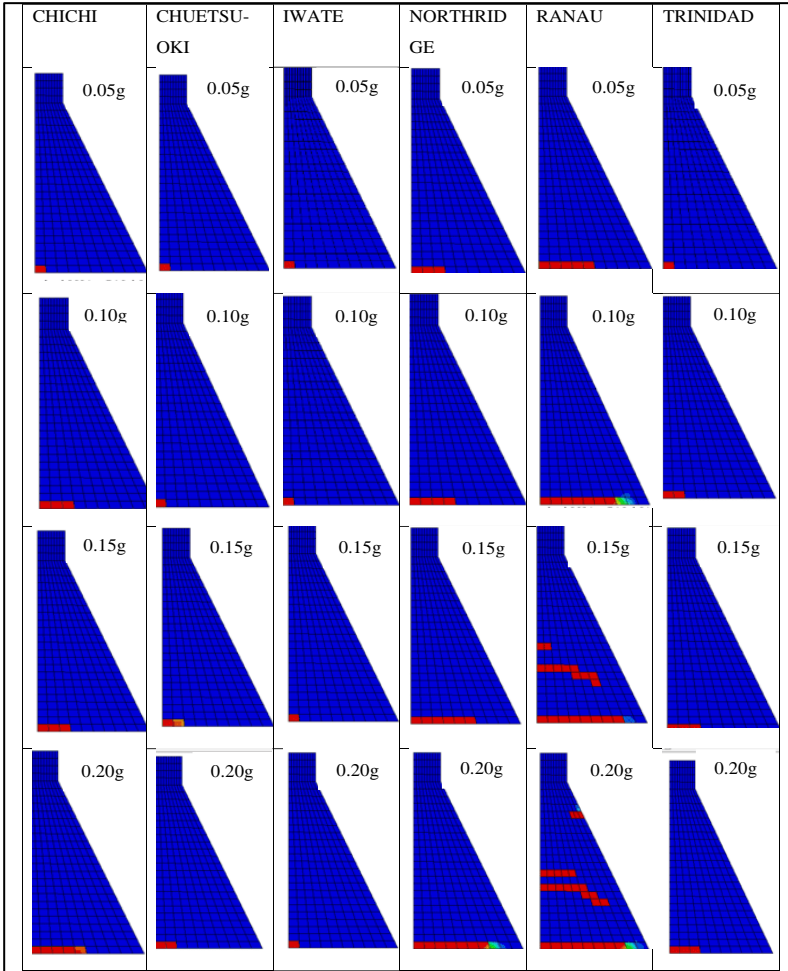 CHICHI CHUETSU- IWATE NORTHRID RANAU TRINIDAD
OKI GE
0.05g 0.05g 0.05g 0.05g 0.05g 0.05g
0.10g 0.10g 0.10g 0.10g 0.10g 0.10g
0.15g 0.15g 0.15g 0.15g 0.15g 0.15g
0.20g 0.20g 0.20g 0.20g 0.20g 0.20g